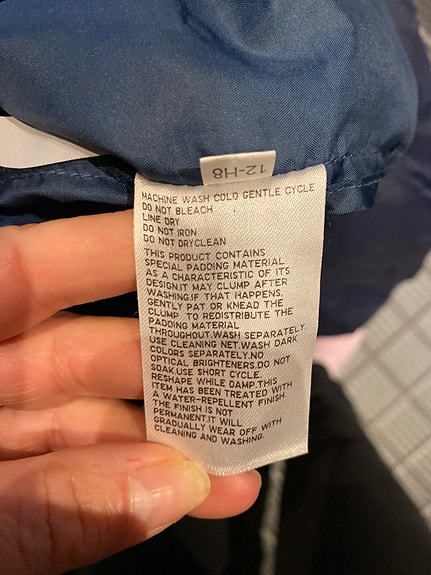 12-H8
MACHINE WASH COLD GENTLE CYCLE
DO NOT BLEACH
LINE DRY
DO NOT IRON
DO NOT DRYCLEAN
THIS PRODUCT CONTAINS
SPECIAL PADDING MATERIAL
AS A CHARACTERISTIC OF ITS
DESIGN.IT MAY CLUMP AFTER
WASHING.IF THAT HAPPENS,
GENTLY PAT OR KNEAD THE
CLUMP TO REDISTRIBUTE THE
PADDING MATERIAL
THROUGHOUT.WASH SEPARATELY.
USE CLEANING NET.WASH DARK
COLORS SEPARATELY.NO
OPTICAL BRIGHTENERS.DO NOT
SOAK.USE SHORT CYCLE.
RESHAPE WHILE DAMP.THIS
ITEM HAS BEEN TREATED WITH
A WATER-REPELLENT FINISH.
THE FINISH IS NOT
PERMANENT.IT WILL
GRADUALLY WEAR OFF WITH
CLEANING AND WASHING.